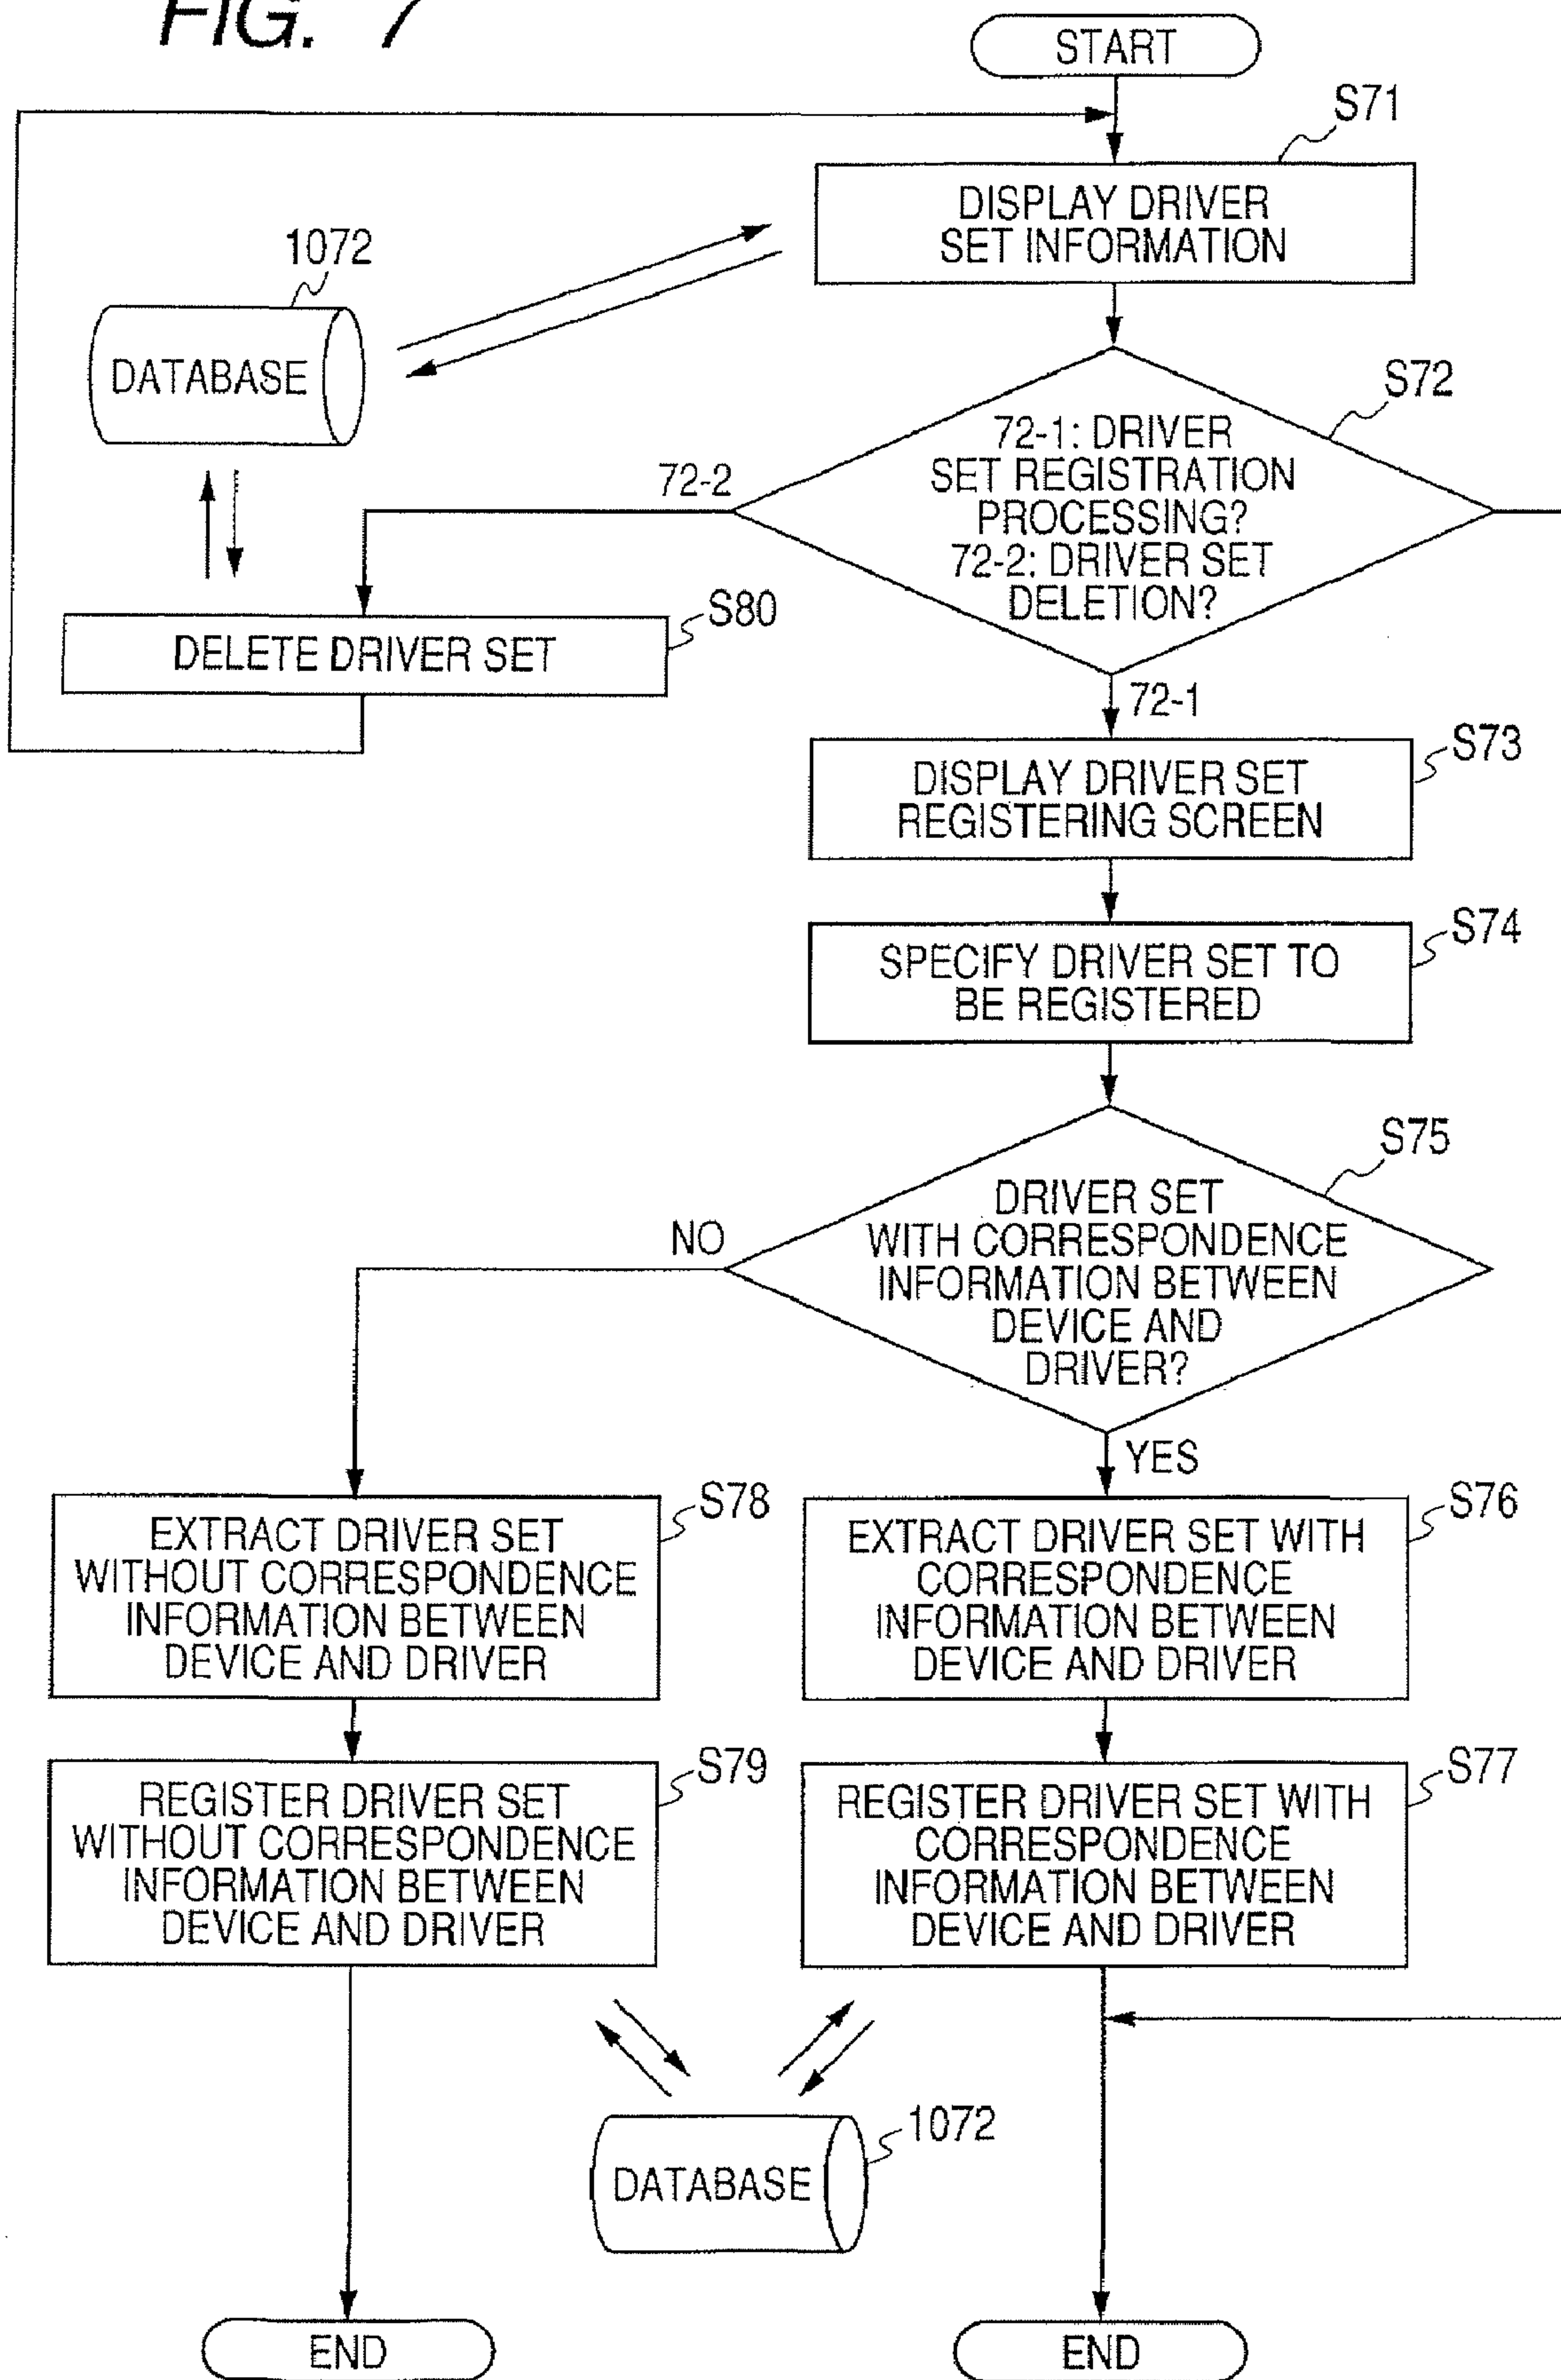 FIG. 7
START
S71
DISPLAY DRIVER
SET INFORMATION
1072
DATABASE
S72
72-1: DRIVER
SET REGISTRATION
PROCESSING?
72-2: DRIVER SET
DELETION?
72-2
S80
DELETE DRIVER SET
72-1
S73
DISPLAY DRIVER SET
REGISTERING SCREEN
S74
SPECIFY DRIVER SET TO
BE REGISTERED
S75
DRIVER SET
WITH CORRESPONDENCE
INFORMATION BETWEEN
DEVICE AND
DRIVER?
NO
YES
S78
EXTRACT DRIVER SET
WITHOUT CORRESPONDENCE
INFORMATION BETWEEN
DEVICE AND DRIVER
S76
EXTRACT DRIVER SET WITH
CORRESPONDENCE
INFORMATION BETWEEN
DEVICE AND DRIVER
S79
REGISTER DRIVER SET
WITHOUT CORRESPONDENCE
INFORMATION BETWEEN
DEVICE AND DRIVER
S77
REGISTER DRIVER SET WITH
CORRESPONDENCE
INFORMATION BETWEEN
DEVICE AND DRIVER
1072
DATABASE
END
END